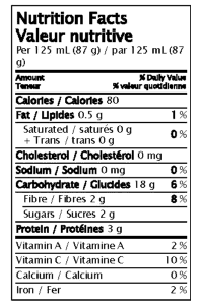 Nutrition Facts
Valeur nutritive
Per 125 mL (87 g) / par 125 mL (87
g)
Amount % Daily Value
Teneur % valeur quotidienne
Calories / Calories 80
Fat / Lipides 0.5 g 1 %
Saturated / saturés 0 g
+ Trans / trans 0 g 0 %
Cholesterol / Cholestérol 0 mg
Sodium / Sodium 0 mg 0 %
Carbohydrate / Glucides 18 g 6 %
Fibre / Fibres 2 g 8 %
Sugars / Sucres 2 g
Protein / Protéines 3 g
Vitamin A / Vitamine A 2 %
Vitamin C / Vitamine C 10 %
Calcium / Calcium 0 %
Iron / Fer 2 %